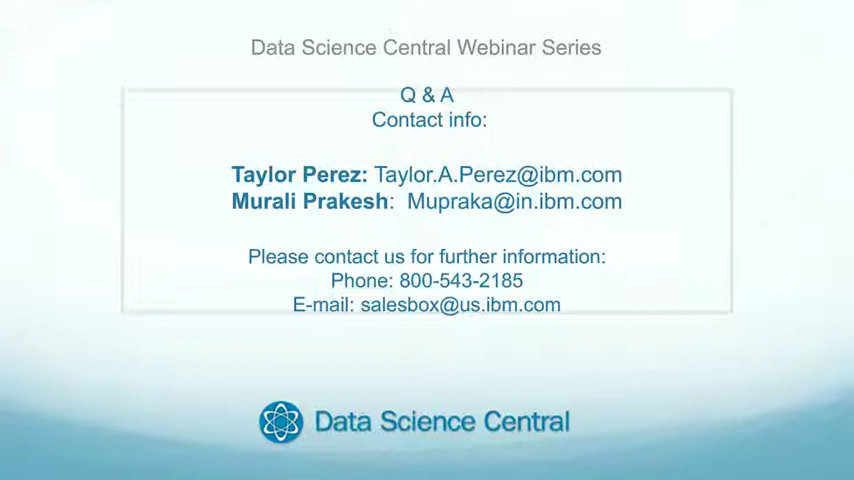 Data Science Central Webinar Series
Q & A
Contact info:
Taylor Perez: Taylor.A.Perez@ibm.com
Murali Prakesh: Mupraka@in.ibm.com
Please contact us for further information:
Phone: 800-543-2185
E-mail: salesbox@us.ibm.com
Data Science Central